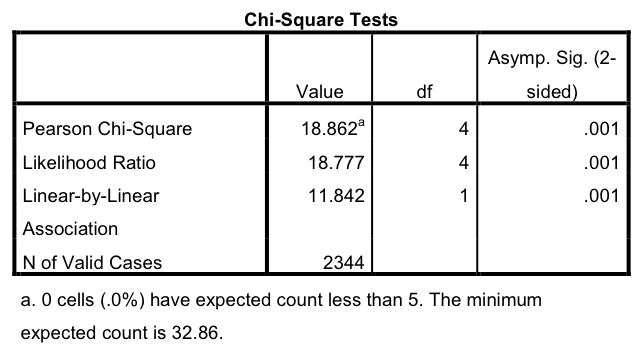 Chi-Square Tests
Value df Asymp. Sig. (2-sided)
Pearson Chi-Square 18.862a 4 .001
Likelihood Ratio 18.777 4 .001
Linear-by-Linear Association 11.842 1 .001
N of Valid Cases 2344
a. 0 cells (.0%) have expected count less than 5. The minimum
expected count is 32.86.